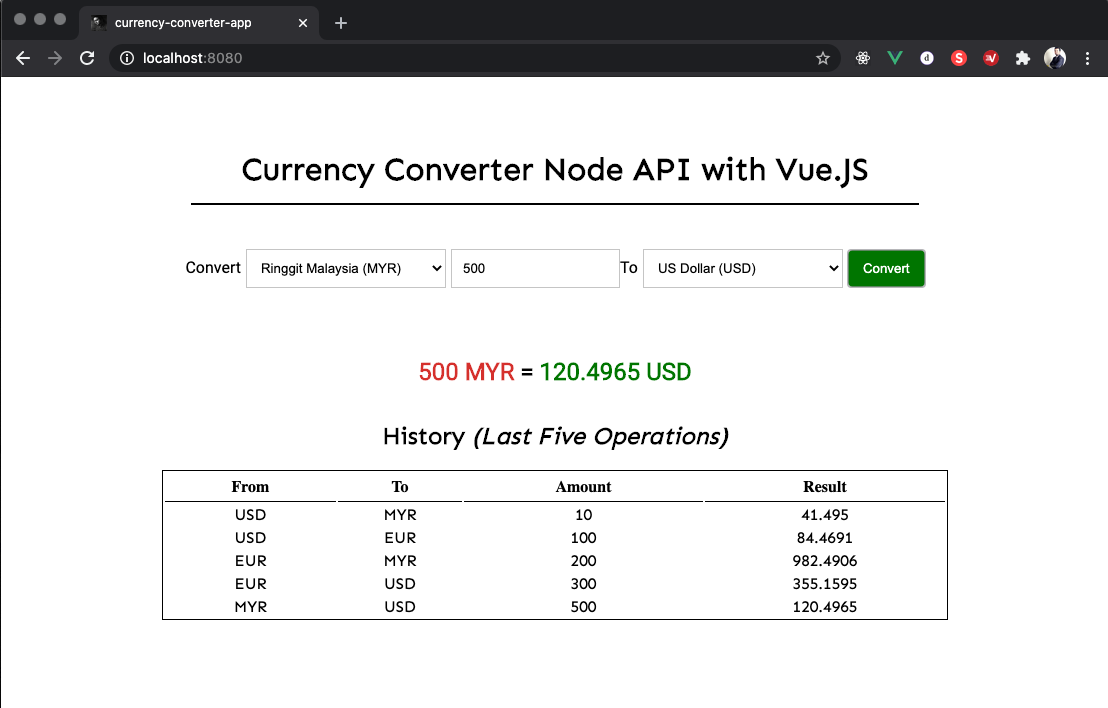 currency-converter-app
localhost:8080
Currency Converter Node API with Vue.JS
Convert Ringgit Malaysia (MYR) 500 To US Dollar (USD) Convert
500 MYR = 120.4965 USD
History (Last Five Operations)
From To Amount Result
USD MYR 10 41.495
USD EUR 100 84.4691
EUR MYR 200 982.4906
EUR USD 300 355.1595
MYR USD 500 120.4965